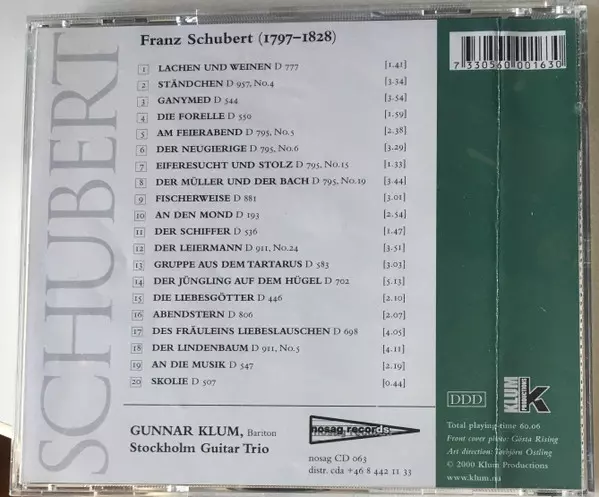 SCHUBERT
Franz Schubert (1797–1828)
1 LACHEN UND WEINEN D 777 [1.41]
2 STÄNDCHEN D 957, No.4 [3.34]
3 GANYMED D 544 [3.54]
4 DIE FORELLE D 550 [1.59]
5 AM FEIERABEND D 795, No.5 [2.38]
6 DER NEUGIERIGE D 795, No.6 [3.29]
7 EIFERESUCHT UND STOLZ D 795, No.15 [1.33]
8 DER MÜLLER UND DER BACH D 795, No.19 [3.44]
9 FISCHERWEISE D 881 [3.01]
10 AN DEN MOND D 193 [2.54]
11 DER SCHIFFER D 536 [1.47]
12 DER LEIERMANN D 911, No.24 [3.51]
13 GRUPPE AUS DEM TARTARUS D 583 [3.03]
14 DER JÜNGLING AUF DEM HÜGEL D 702 [5.13]
15 DIE LIEBESGÖTTER D 446 [2.10]
16 ABENDSTERN D 806 [2.07]
17 DES FRÄULEINS LIEBESLAUSCHEN D 698 [4.05]
18 DER LINDENBAUM D 911, No.5 [4.11]
19 AN DIE MUSIK D 547 [2.19]
20 SKOLIE D 507 [0.44]
GUNNAR KLUM, Bariton
Stockholm Guitar Trio
nosag records
nosag CD 063
distr. cda +46 8 442 11 33
7 330560 001630
DDD
KLUM PRODUCTIONS K
Total playing-time 60.06
Front cover photo: Gösta Rising
Art direction: Torbjörn Östling
© 2000 Klum Productions
www.klum.nu